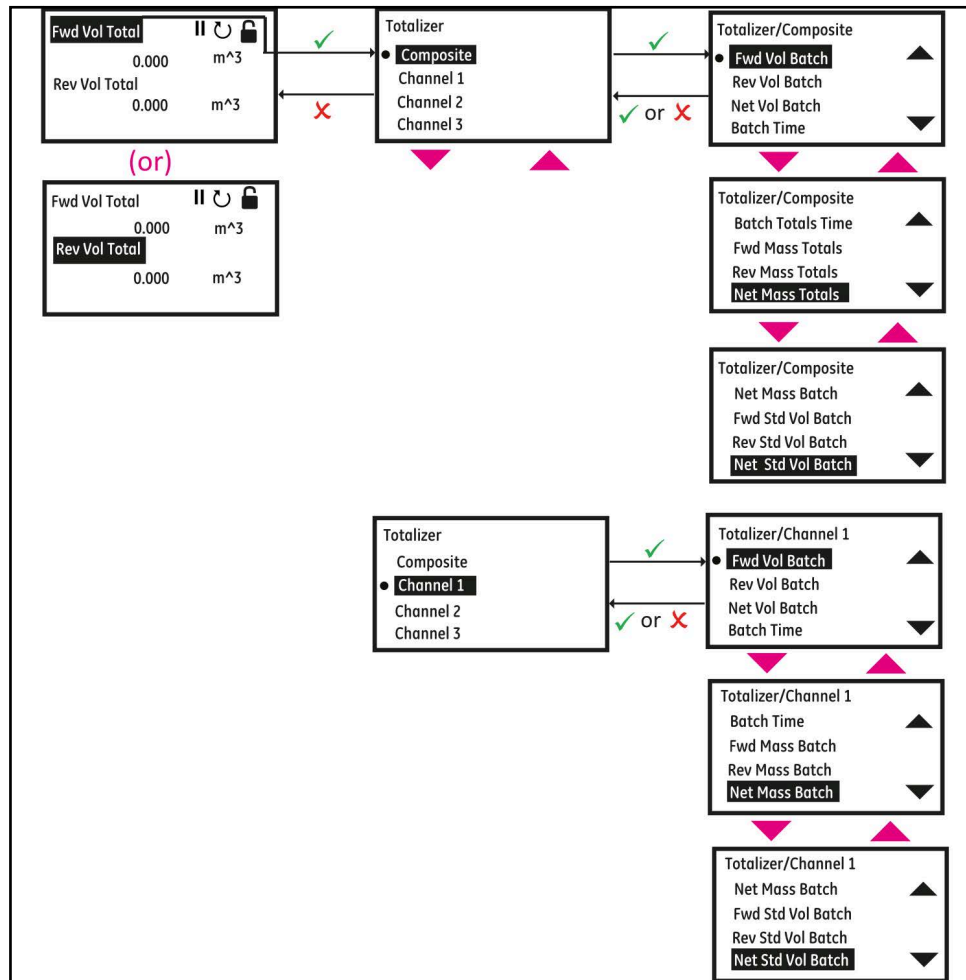 Fwd Vol Total
0.000 m^3
Rev Vol Total
0.000 m^3
(or)
Fwd Vol Total
0.000 m^3
Rev Vol Total
0.000 m^3
Totalizer
Composite
Channel 1
Channel 2
Channel 3
✓
✗
Totalizer/Composite
Fwd Vol Batch
Rev Vol Batch
Net Vol Batch
Batch Time
✓
✓ or ✗
Totalizer/Composite
Batch Totals Time
Fwd Mass Totals
Rev Mass Totals
Net Mass Totals
Totalizer/Composite
Net Mass Batch
Fwd Std Vol Batch
Rev Std Vol Batch
Net Std Vol Batch
Totalizer
Composite
Channel 1
Channel 2
Channel 3
✓
✓ or ✗
Totalizer/Channel 1
Fwd Vol Batch
Rev Vol Batch
Net Vol Batch
Batch Time
Totalizer/Channel 1
Batch Time
Fwd Mass Batch
Rev Mass Batch
Net Mass Batch
Totalizer/Channel 1
Net Mass Batch
Fwd Std Vol Batch
Rev Std Vol Batch
Net Std Vol Batch